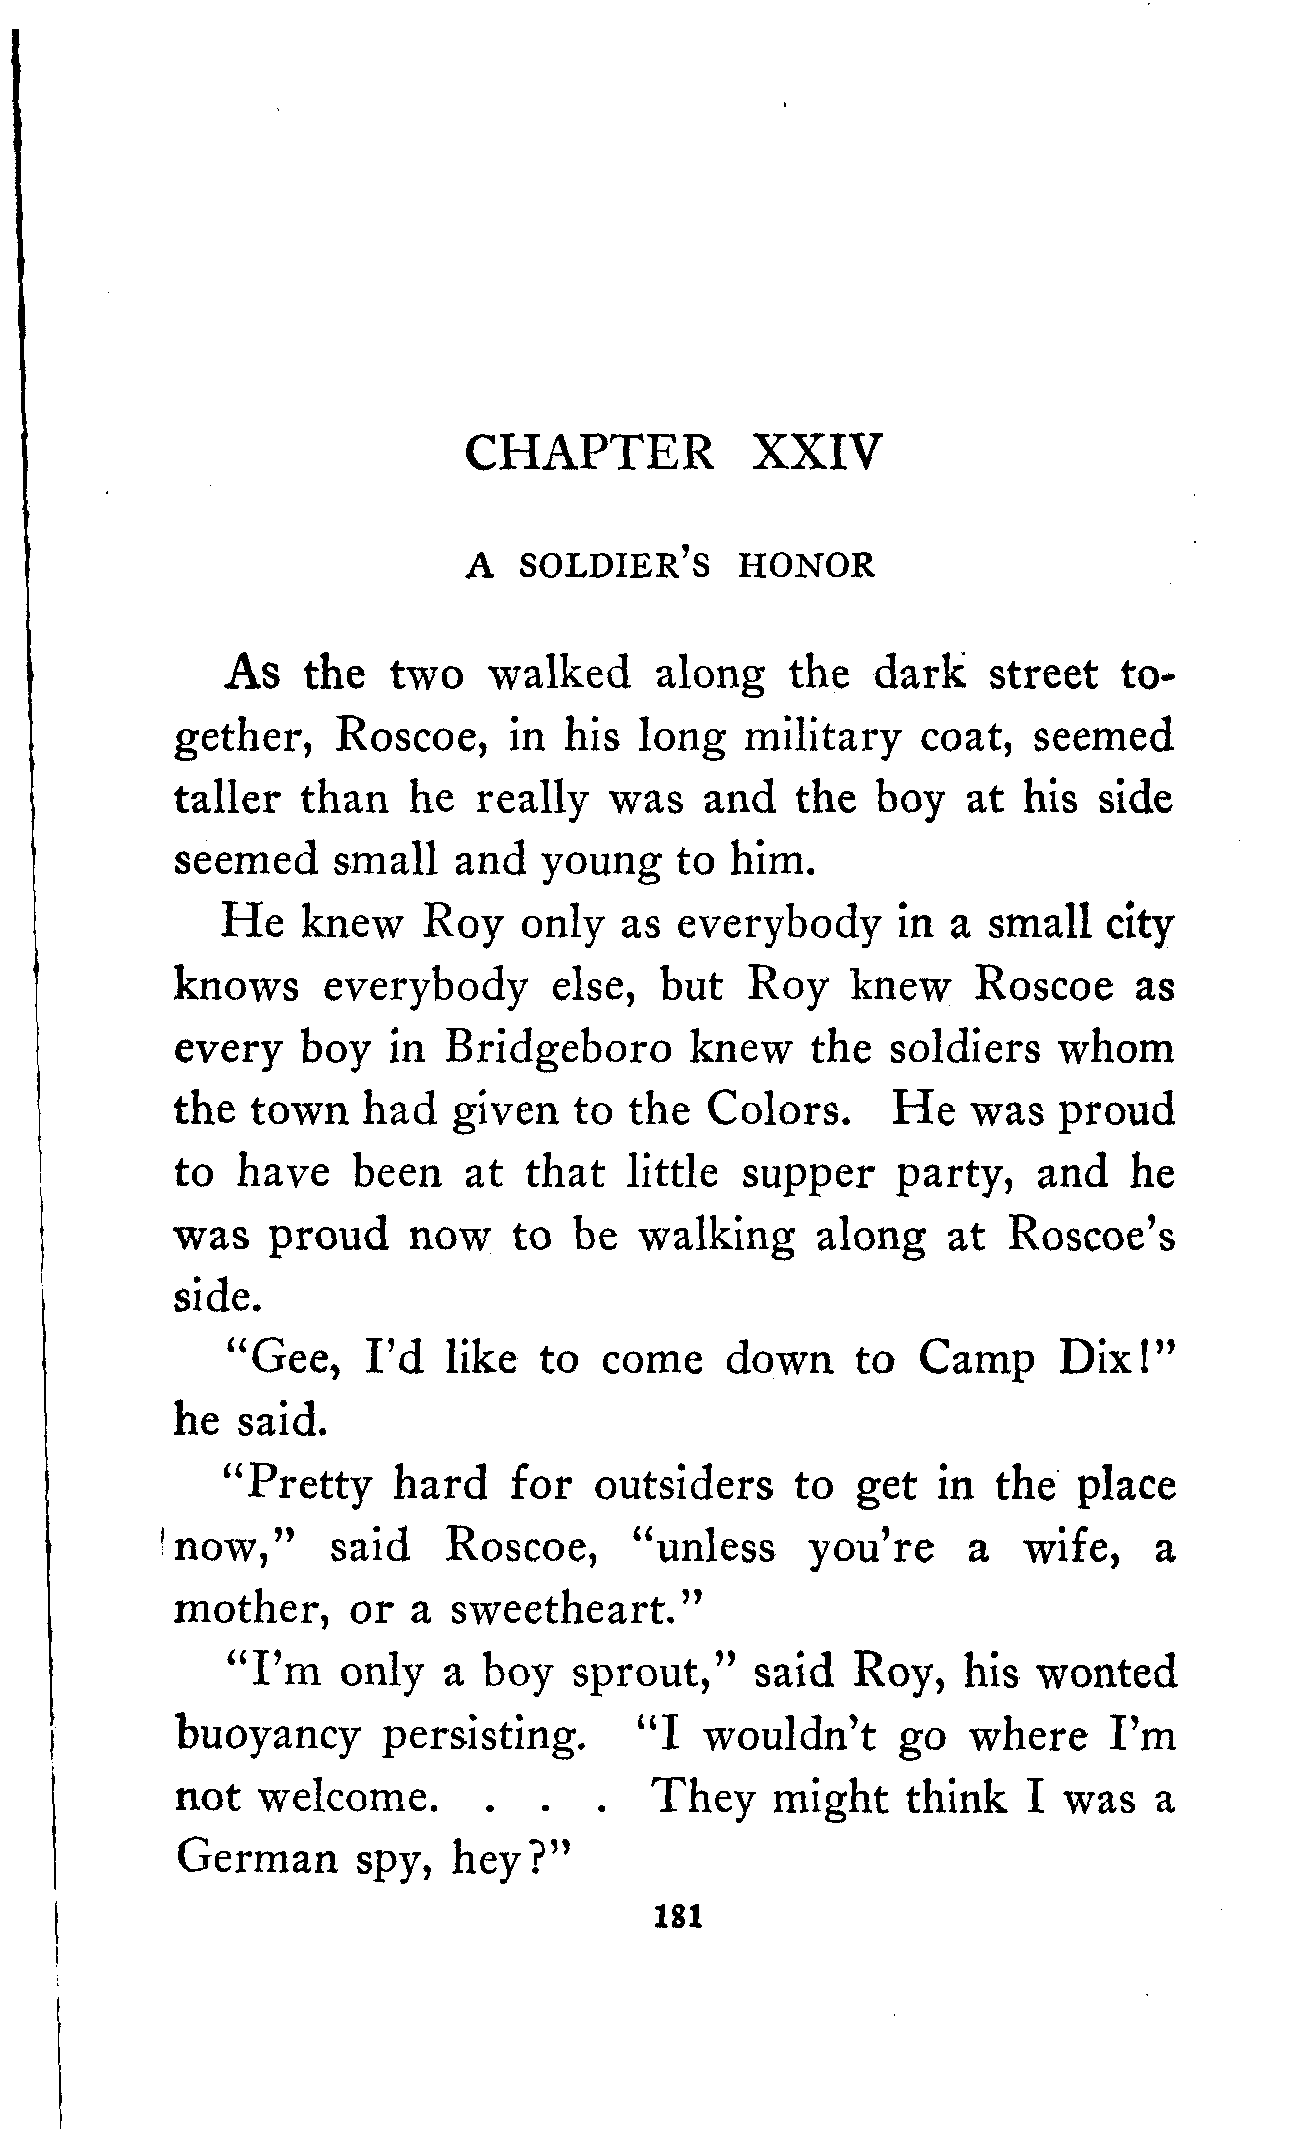 CHAPTER XXIV
A SOLDIER'S HONOR
As the two walked along the dark street to-
gether, Roscoe, in his long military coat, seemed
taller than he really was and the boy at his side
seemed small and young to him.
He knew Roy only as everybody in a small city
knows everybody else, but Roy knew Roscoe as
every boy in Bridgeboro knew the soldiers whom
the town had given to the Colors. He was proud
to have been at that little supper party, and he
was proud now to be walking along at Roscoe's
side.
"Gee, I'd like to come down to Camp Dix!"
he said.
"Pretty hard for outsiders to get in the place
now," said Roscoe, "unless you're a wife, a
mother, or a sweetheart."
"I'm only a boy sprout," said Roy, his wonted
buoyancy persisting. "I wouldn't go where I'm
not welcome. . . . They might think I was a
German spy, hey?"
181